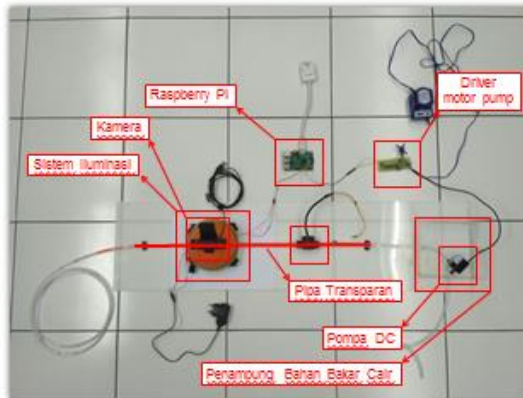 Driver
motor pump
Raspberry Pi
Kamera
Sistem Iluminasi
Pipa Transparan
Pompa DC
Penampung Bahan Bakar Cair